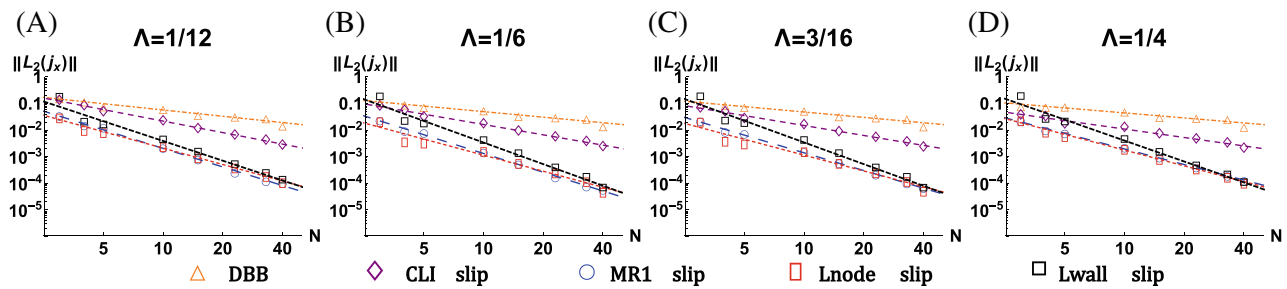 (A) Λ=1/12 (B) Λ=1/6 (C) Λ=3/16 (D) Λ=1/4
||L₂(jₓ)|| ||L₂(jₓ)|| ||L₂(jₓ)|| ||L₂(jₓ)||
1 1 1 1
0.1 0.1 0.1 0.1
10⁻² 10⁻² 10⁻² 10⁻²
10⁻³ 10⁻³ 10⁻³ 10⁻³
10⁻⁴ 10⁻⁴ 10⁻⁴ 10⁻⁴
10⁻⁵ 10⁻⁵ 10⁻⁵ 10⁻⁵
5 10 20 40 N 5 10 20 40 N 5 10 20 40 N 5 10 20 40 N
DBB CLI slip MR1 slip Lnode slip Lwall slip